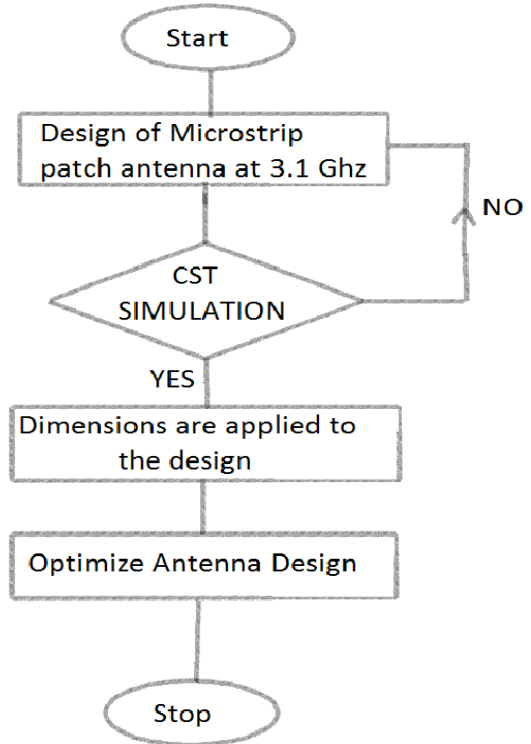 Start
Design of Microstrip
patch antenna at 3.1 Ghz
NO
CST
SIMULATION
YES
Dimensions are applied to
the design
Optimize Antenna Design
Stop